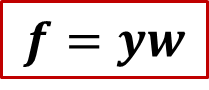 f = yw